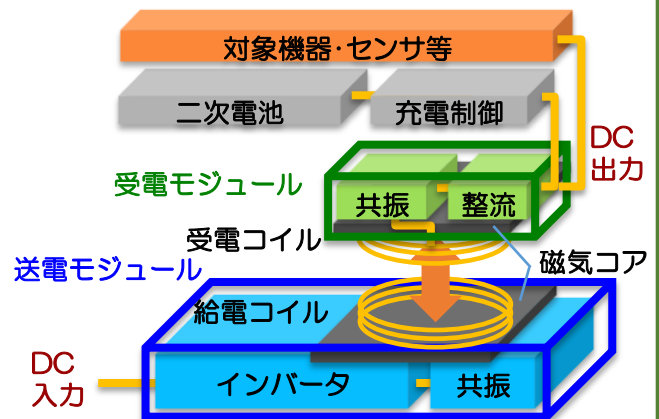 対象機器・センサ等
二次電池
充電制御
DC
出力
受電モジュール
共振
整流
受電コイル
磁気コア
送電モジュール
給電コイル
DC
入力
インバータ
共振